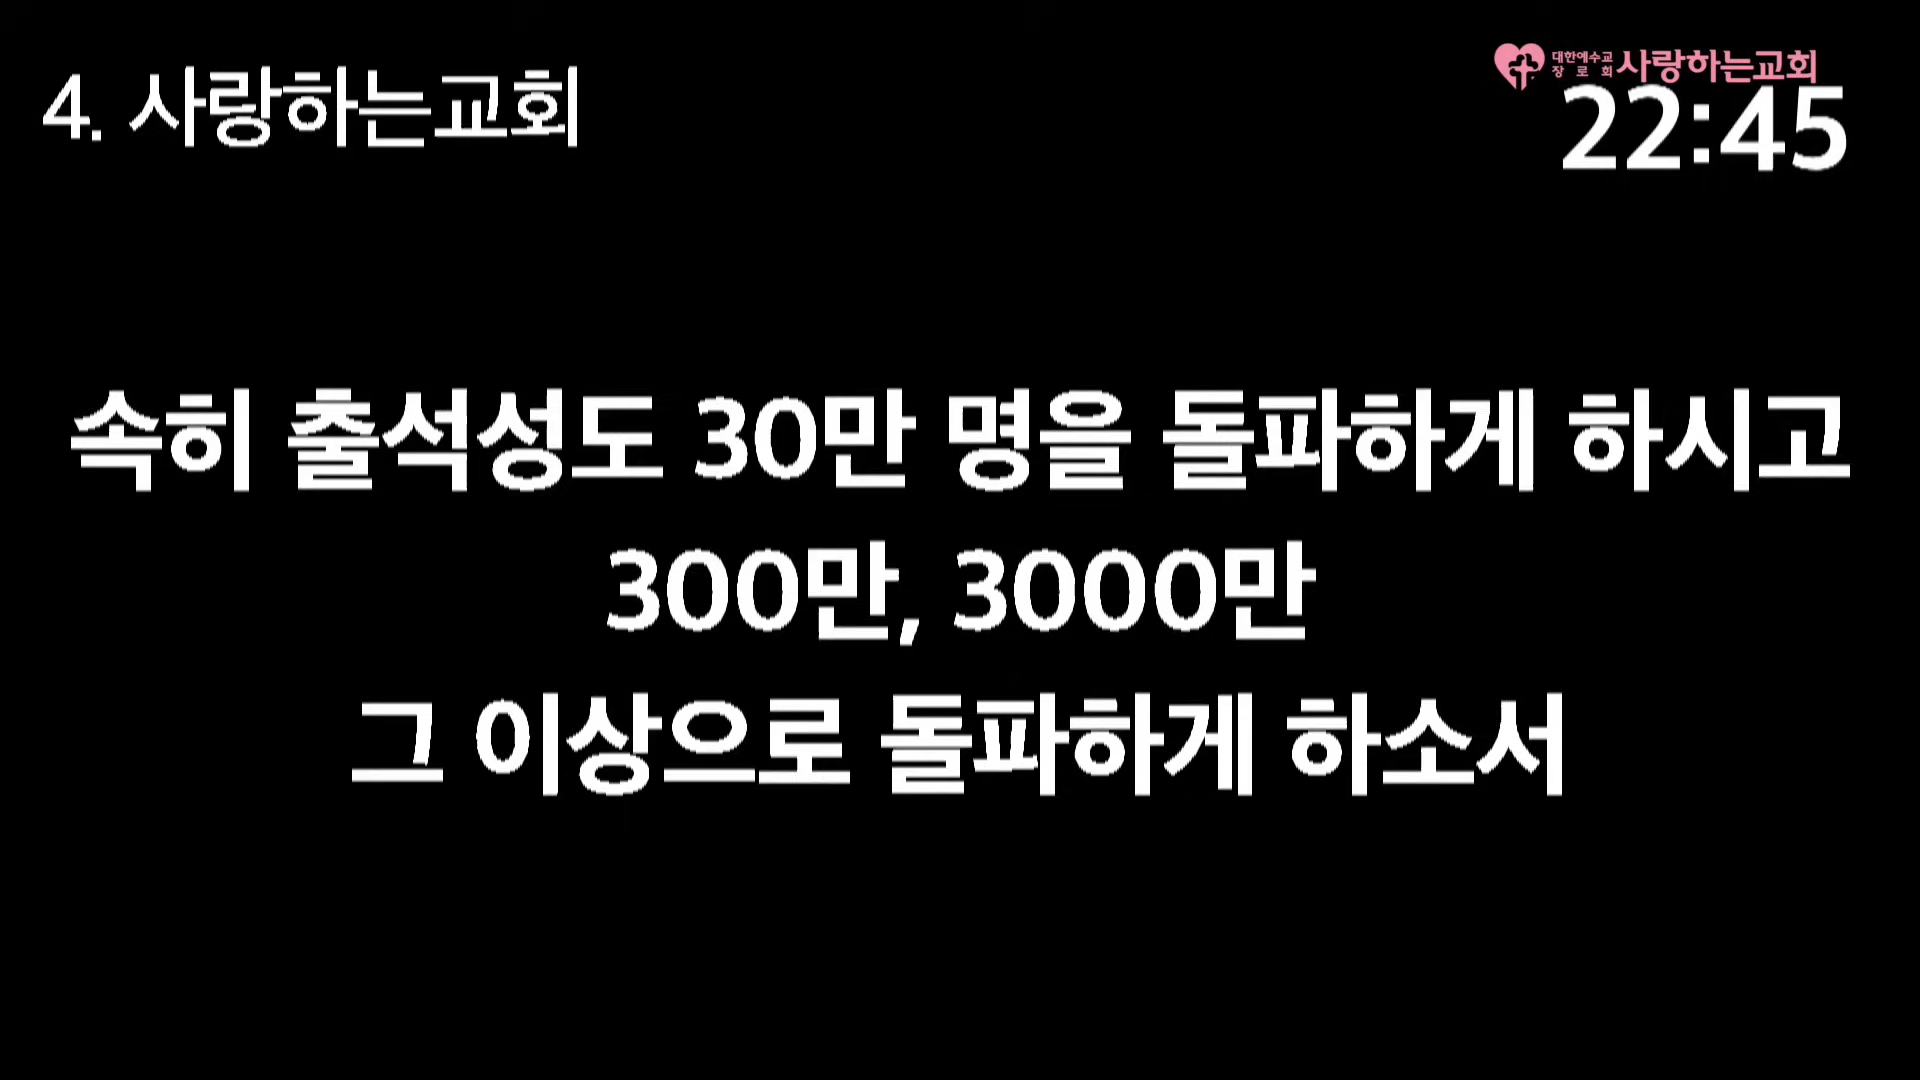 4. 사랑하는교회
대한예수교
장로회
사랑하는교회
22:45
속히 출석성도 30만 명을 돌파하게 하시고
300만, 3000만
그 이상으로 돌파하게 하소서